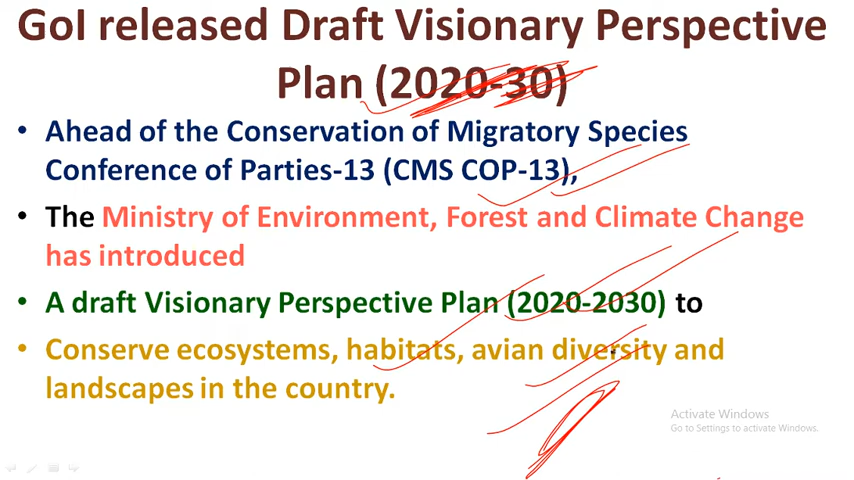 GoI released Draft Visionary Perspective
Plan (2020-30)
• Ahead of the Conservation of Migratory Species
Conference of Parties-13 (CMS COP-13),
• The Ministry of Environment, Forest and Climate Change
has introduced
• A draft Visionary Perspective Plan (2020-2030) to
• Conserve ecosystems, habitats, avian diversity and
landscapes in the country.
Activate Windows
Go to Settings to activate Windows.